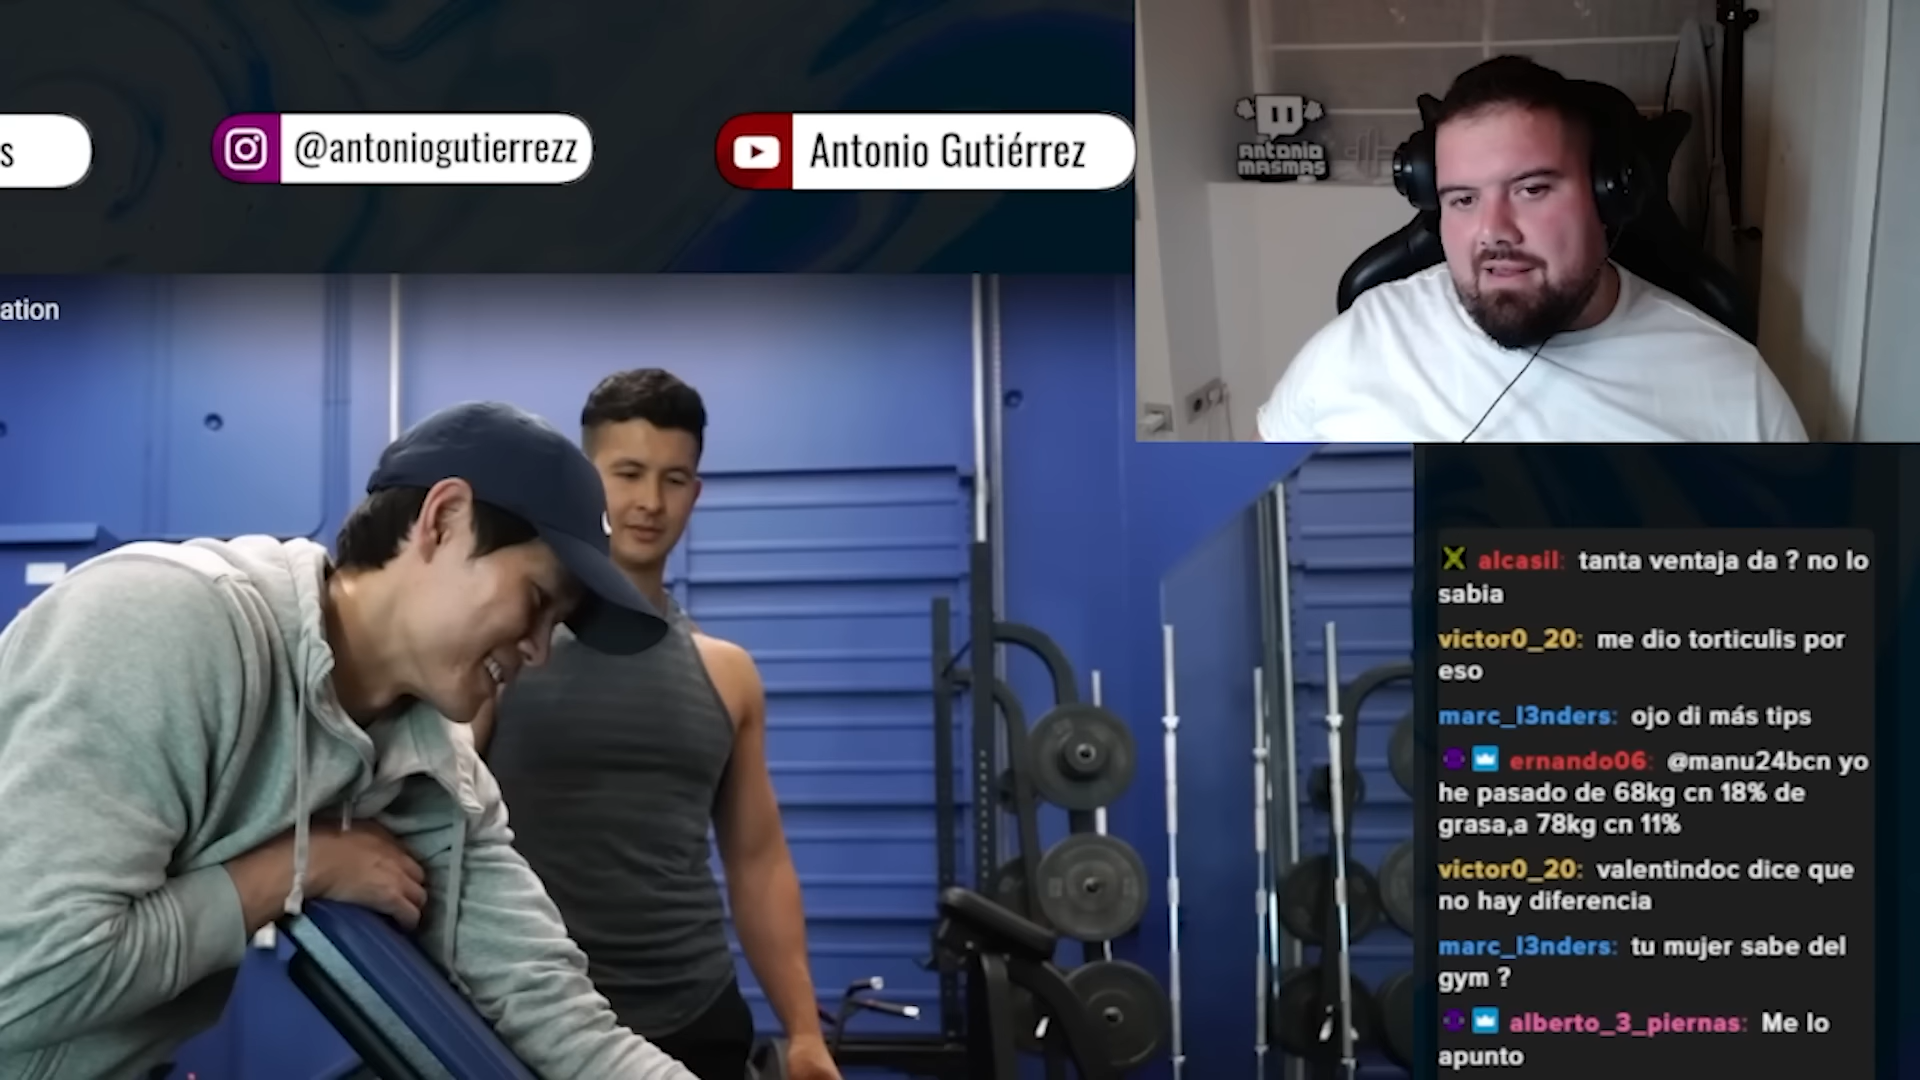 s
@antoniogutierrezz
Antonio Gutiérrez
Antonio
MASMAS
ation
alcasil: tanta ventaja da ? no lo
sabia
victor0_20: me dio torticulis por
eso
marc_l3nders: ojo di más tips
ernando06: @manu24bcn yo
he pasado de 68kg cn 18% de
grasa,a 78kg cn 11%
victor0_20: valentindoc dice que
no hay diferencia
marc_l3nders: tu mujer sabe del
gym ?
alberto_3_piernas: Me lo
apunto